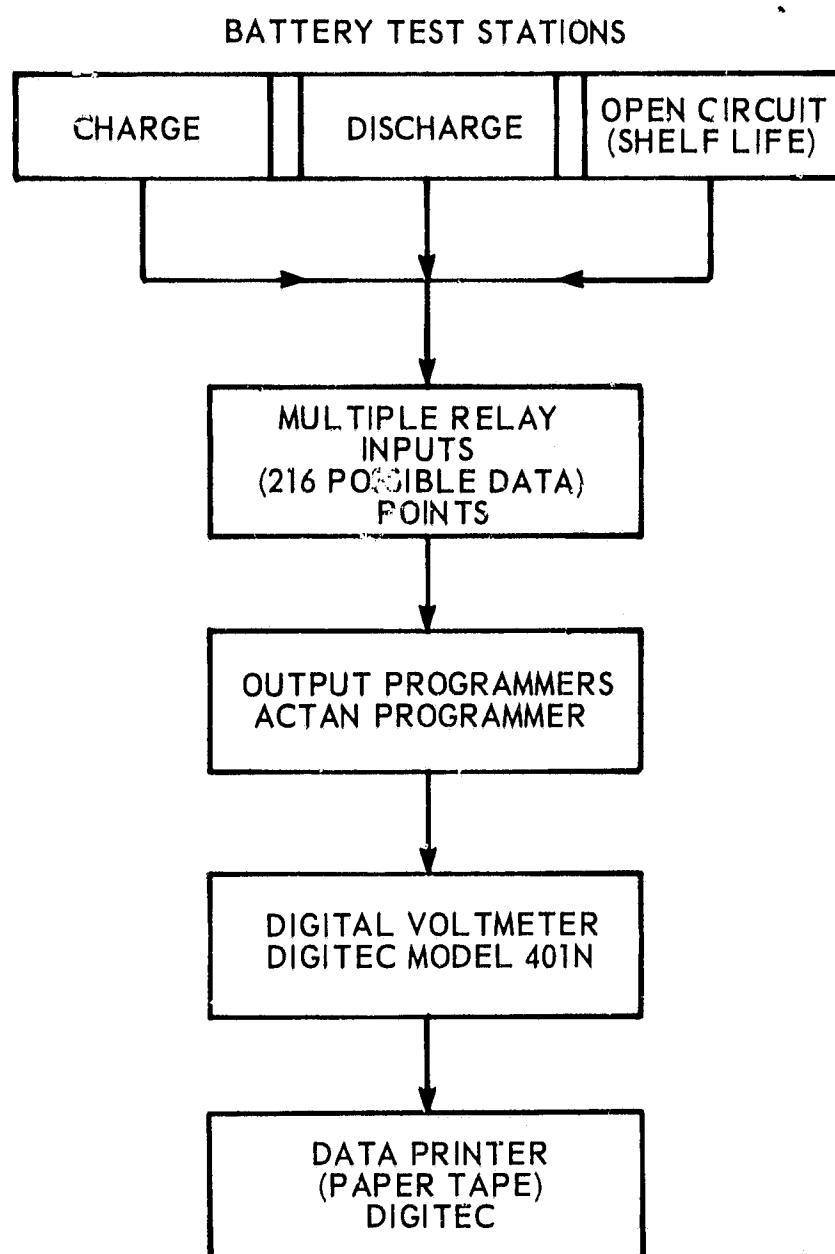 BATTERY TEST STATIONS
CHARGE
DISCHARGE
OPEN CIRCUIT
(SHELF LIFE)
MULTIPLE RELAY
INPUTS
(216 POSSIBLE DATA)
POINTS
OUTPUT PROGRAMMERS
ACTAN PROGRAMMER
DIGITAL VOLTMETER
DIGITEC MODEL 401N
DATA PRINTER
(PAPER TAPE)
DIGITEC